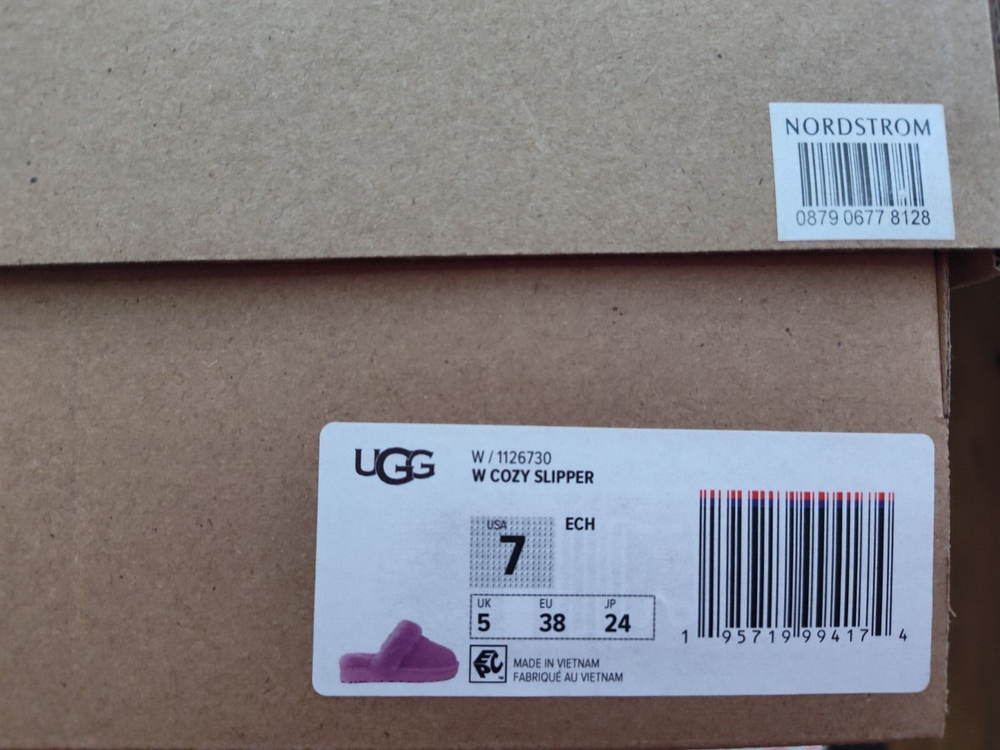 NORDSTROM
0879 0677 8128
UGG
W / 1126730
W COZY SLIPPER
USA
7
ECH
UK EU JP
5 38 24
1 95719 99417 4
EPC
MADE IN VIETNAM
FABRIQUÉ AU VIETNAM